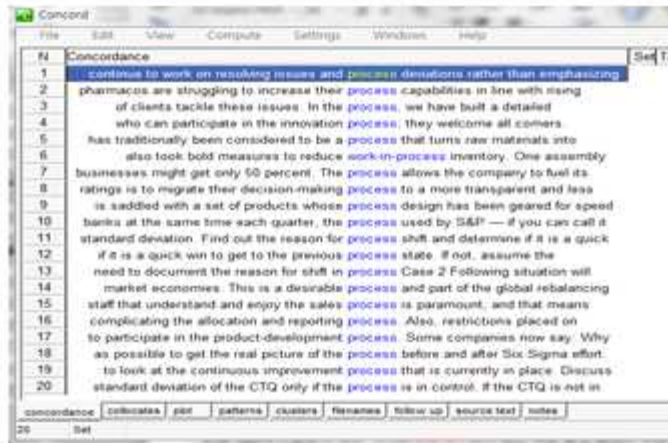 Concord
File Edit View Compute Settings Windows Help
N Concordance Set T
1 continue to work on resolving issues and process deviations rather than emphasizing
2 pharmacos are struggling to increase their process capabilities in line with rising
3 of clients tackle these issues. In the process, we have built a detailed
4 who can participate in the innovation process; they welcome all comers.
5 has traditionally been considered to be a process that turns raw materials into
6 also took bold measures to reduce work-in-process inventory. One assembly
7 businesses might get only 50 percent. The process allows the company to fuel its
8 ratings is to migrate their decision-making process to a more transparent and less
9 is saddled with a set of products whose process design has been geared for speed
10 banks at the same time each quarter, the process used by S&P — if you can call it
11 standard deviation. Find out the reason for process shift and determine if it is a quick
12 if it is a quick win to get to the previous process state. If not, assume the
13 need to document the reason for shift in process Case 2 Following situation will
14 market economies. This is a desirable process and part of the global rebalancing
15 staff that understand and enjoy the sales process is paramount, and that means
16 complicating the allocation and reporting process. Also, restrictions placed on
17 to participate in the product-development process. Some companies now say. Why
18 as possible to get the real picture of the process before and after Six Sigma effort.
19 to look at the continuous improvement process that is currently in place. Discuss
20 standard deviation of the CTQ only if the process is in control. If the CTQ is not in
concordance collocates plot patterns clusters filenames follow up source text notes
20 Set